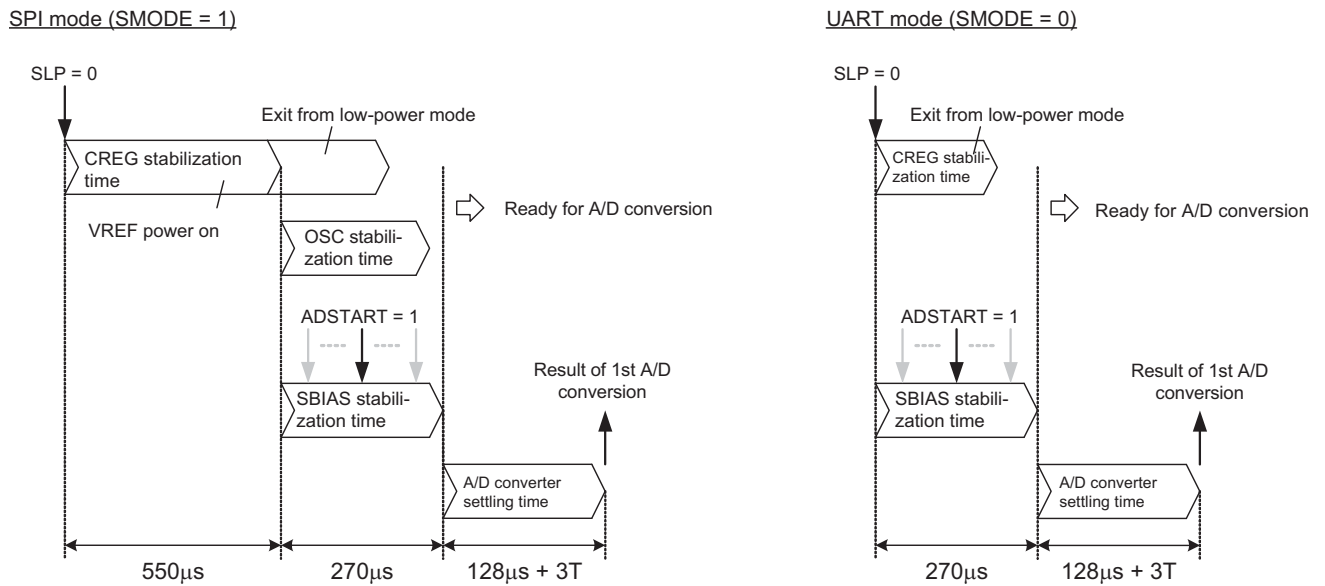 SPI mode (SMODE = 1)
SLP = 0
Exit from low-power mode
CREG stabilization
time
VREF power on
Ready for A/D conversion
OSC stabili-
zation time
ADSTART = 1
SBIAS stabili-
zation time
Result of 1st A/D
conversion
A/D converter
settling time
550μs
270μs
128μs + 3T
UART mode (SMODE = 0)
SLP = 0
Exit from low-power mode
CREG stabili-
zation time
Ready for A/D conversion
ADSTART = 1
SBIAS stabili-
zation time
Result of 1st A/D
conversion
A/D converter
settling time
270μs
128μs + 3T